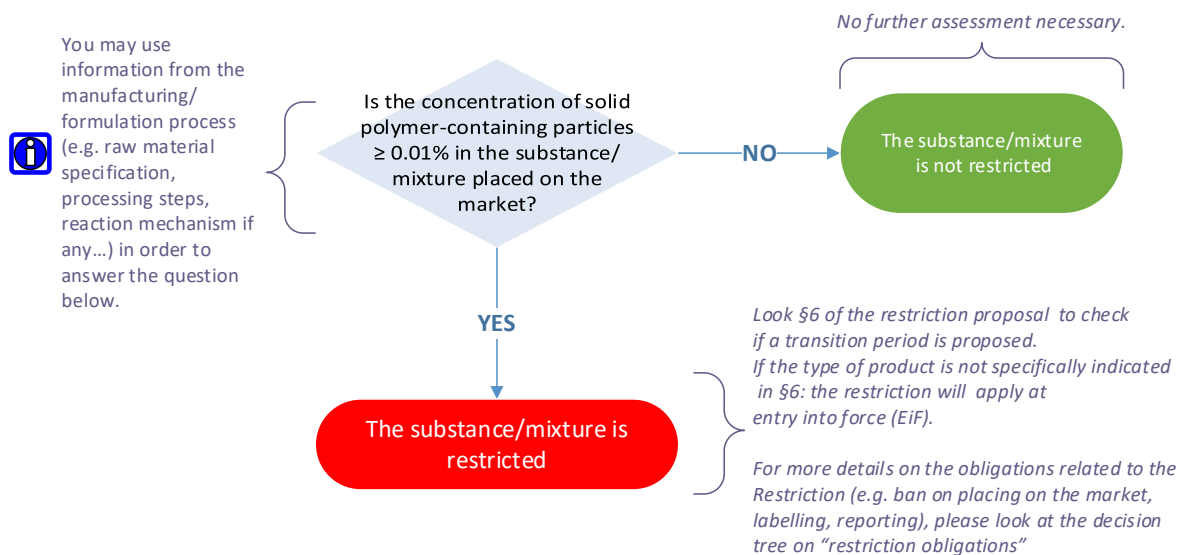 No further assessment necessary.
You may use
information from the
manufacturing/
formulation process
(e.g. raw material
specification,
processing steps,
reaction mechanism if
any…) in order to
answer the question
below.
Is the concentration of solid
polymer-containing particles
≥ 0.01% in the substance/
mixture placed on the
market?
NO
The substance/mixture
is not restricted
YES
The substance/mixture is
restricted
Look §6 of the restriction proposal to check
if a transition period is proposed.
If the type of product is not specifically indicated
in §6: the restriction will apply at
entry into force (EiF).
For more details on the obligations related to the
Restriction (e.g. ban on placing on the market,
labelling, reporting), please look at the decision
tree on “restriction obligations”